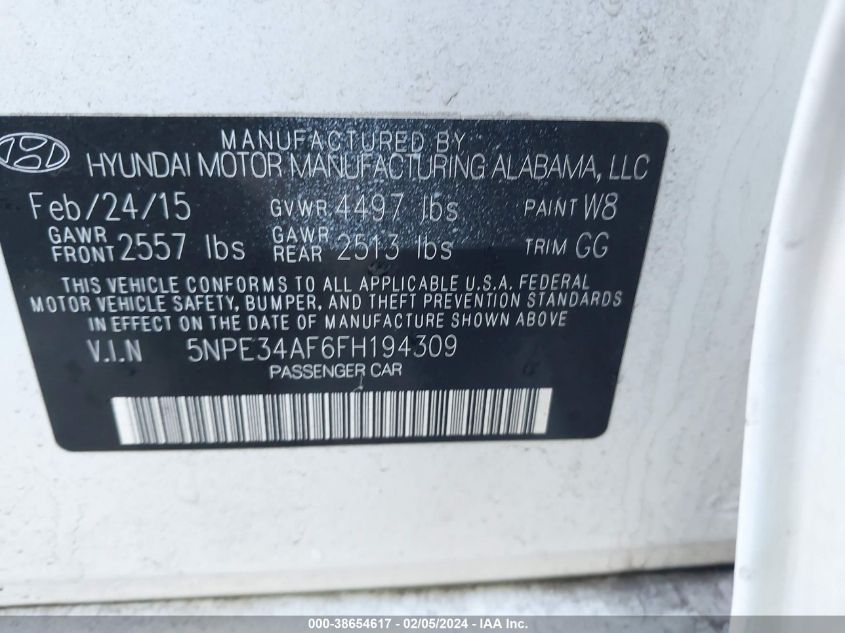 MANUFACTURED BY
HYUNDAI MOTOR MANUFACTURING ALABAMA, LLC
Feb/24/15 GVWR 4497 lbs PAINT W8
GAWR FRONT 2557 lbs GAWR REAR 2513 lbs TRIM GG
THIS VEHICLE CONFORMS TO ALL APPLICABLE U.S.A. FEDERAL
MOTOR VEHICLE SAFETY, BUMPER, AND THEFT PREVENTION STANDARDS
IN EFFECT ON THE DATE OF MANUFACTURE SHOWN ABOVE
V.I.N 5NPE34AF6FH194309
PASSENGER CAR
000-38654617 - 02/05/2024 - IAA Inc.